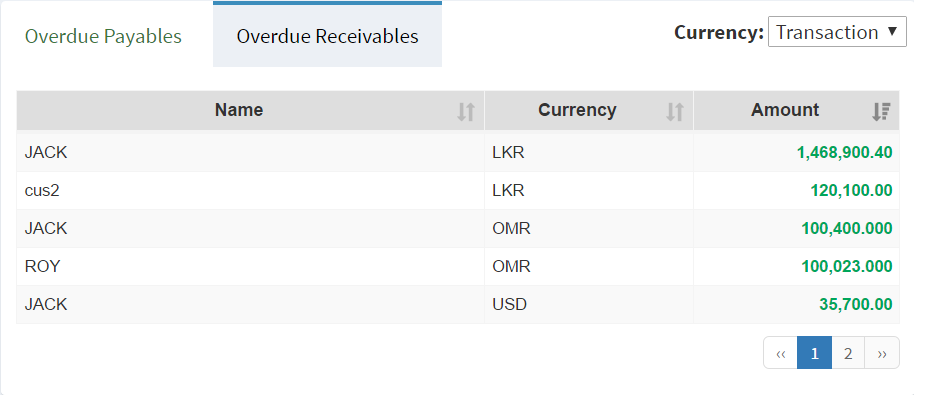 Overdue Payables Overdue Receivables Currency: Transaction ▼
Name Currency Amount
JACK LKR 1,468,900.40
cus2 LKR 120,100.00
JACK OMR 100,400.000
ROY OMR 100,023.000
JACK USD 35,700.00
‹‹ 1 2 ››